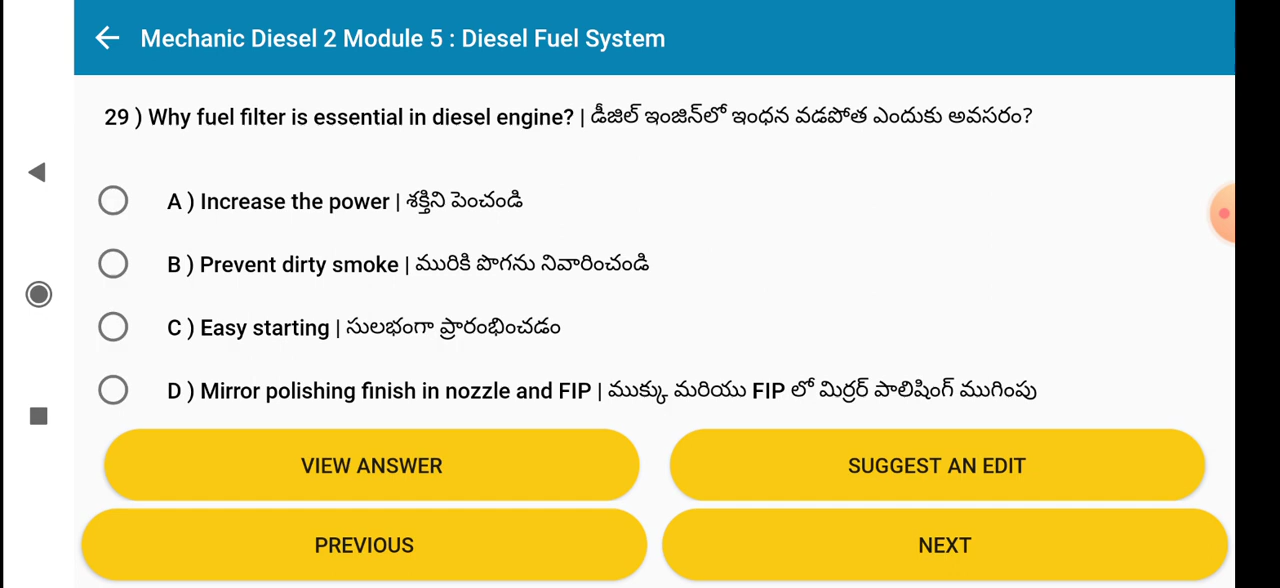 Mechanic Diesel 2 Module 5 : Diesel Fuel System
29 ) Why fuel filter is essential in diesel engine? | డీజిల్ ఇంజిన్‌లో ఇంధన వడపోత ఎందుకు అవసరం?
A ) Increase the power | శక్తిని పెంచండి
B ) Prevent dirty smoke | మురికి పొగను నివారించండి
C ) Easy starting | సులభంగా ప్రారంభించడం
D ) Mirror polishing finish in nozzle and FIP | ముక్కు మరియు FIP లో మిర్రర్ పాలిషింగ్ ముగింపు
VIEW ANSWER
SUGGEST AN EDIT
PREVIOUS
NEXT